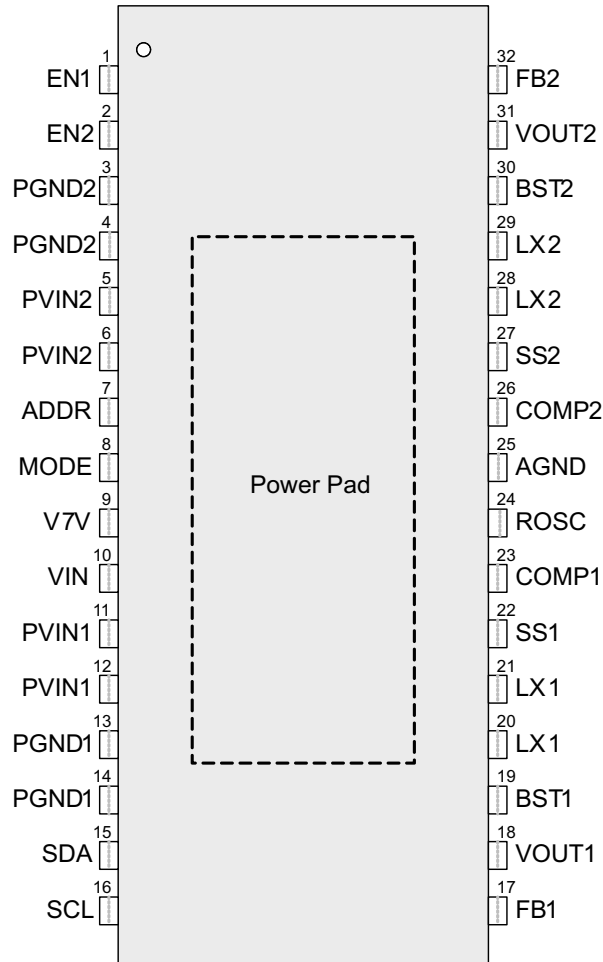 1 EN1
2 EN2
3 PGND2
4 PGND2
5 PVIN2
6 PVIN2
7 ADDR
8 MODE
9 V7V
10 VIN
11 PVIN1
12 PVIN1
13 PGND1
14 PGND1
15 SDA
16 SCL
Power Pad
32 FB2
31 VOUT2
30 BST2
29 LX2
28 LX2
27 SS2
26 COMP2
25 AGND
24 ROSC
23 COMP1
22 SS1
21 LX1
20 LX1
19 BST1
18 VOUT1
17 FB1